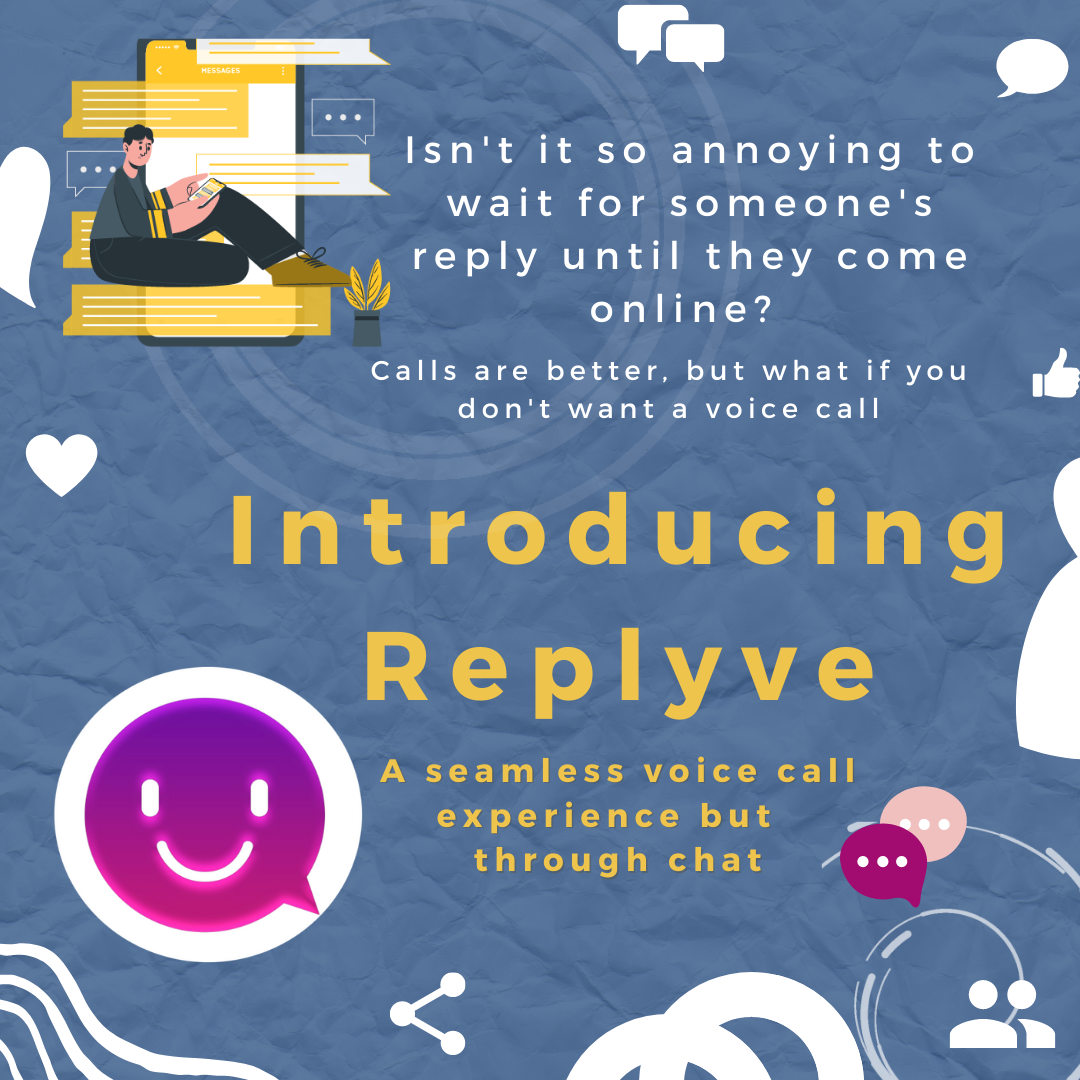 MESSAGES
Isn't it so annoying to
wait for someone's
reply until they come
online?
Calls are better, but what if you
don't want a voice call
Introducing
Replyve
A seamless voice call
experience but
through chat